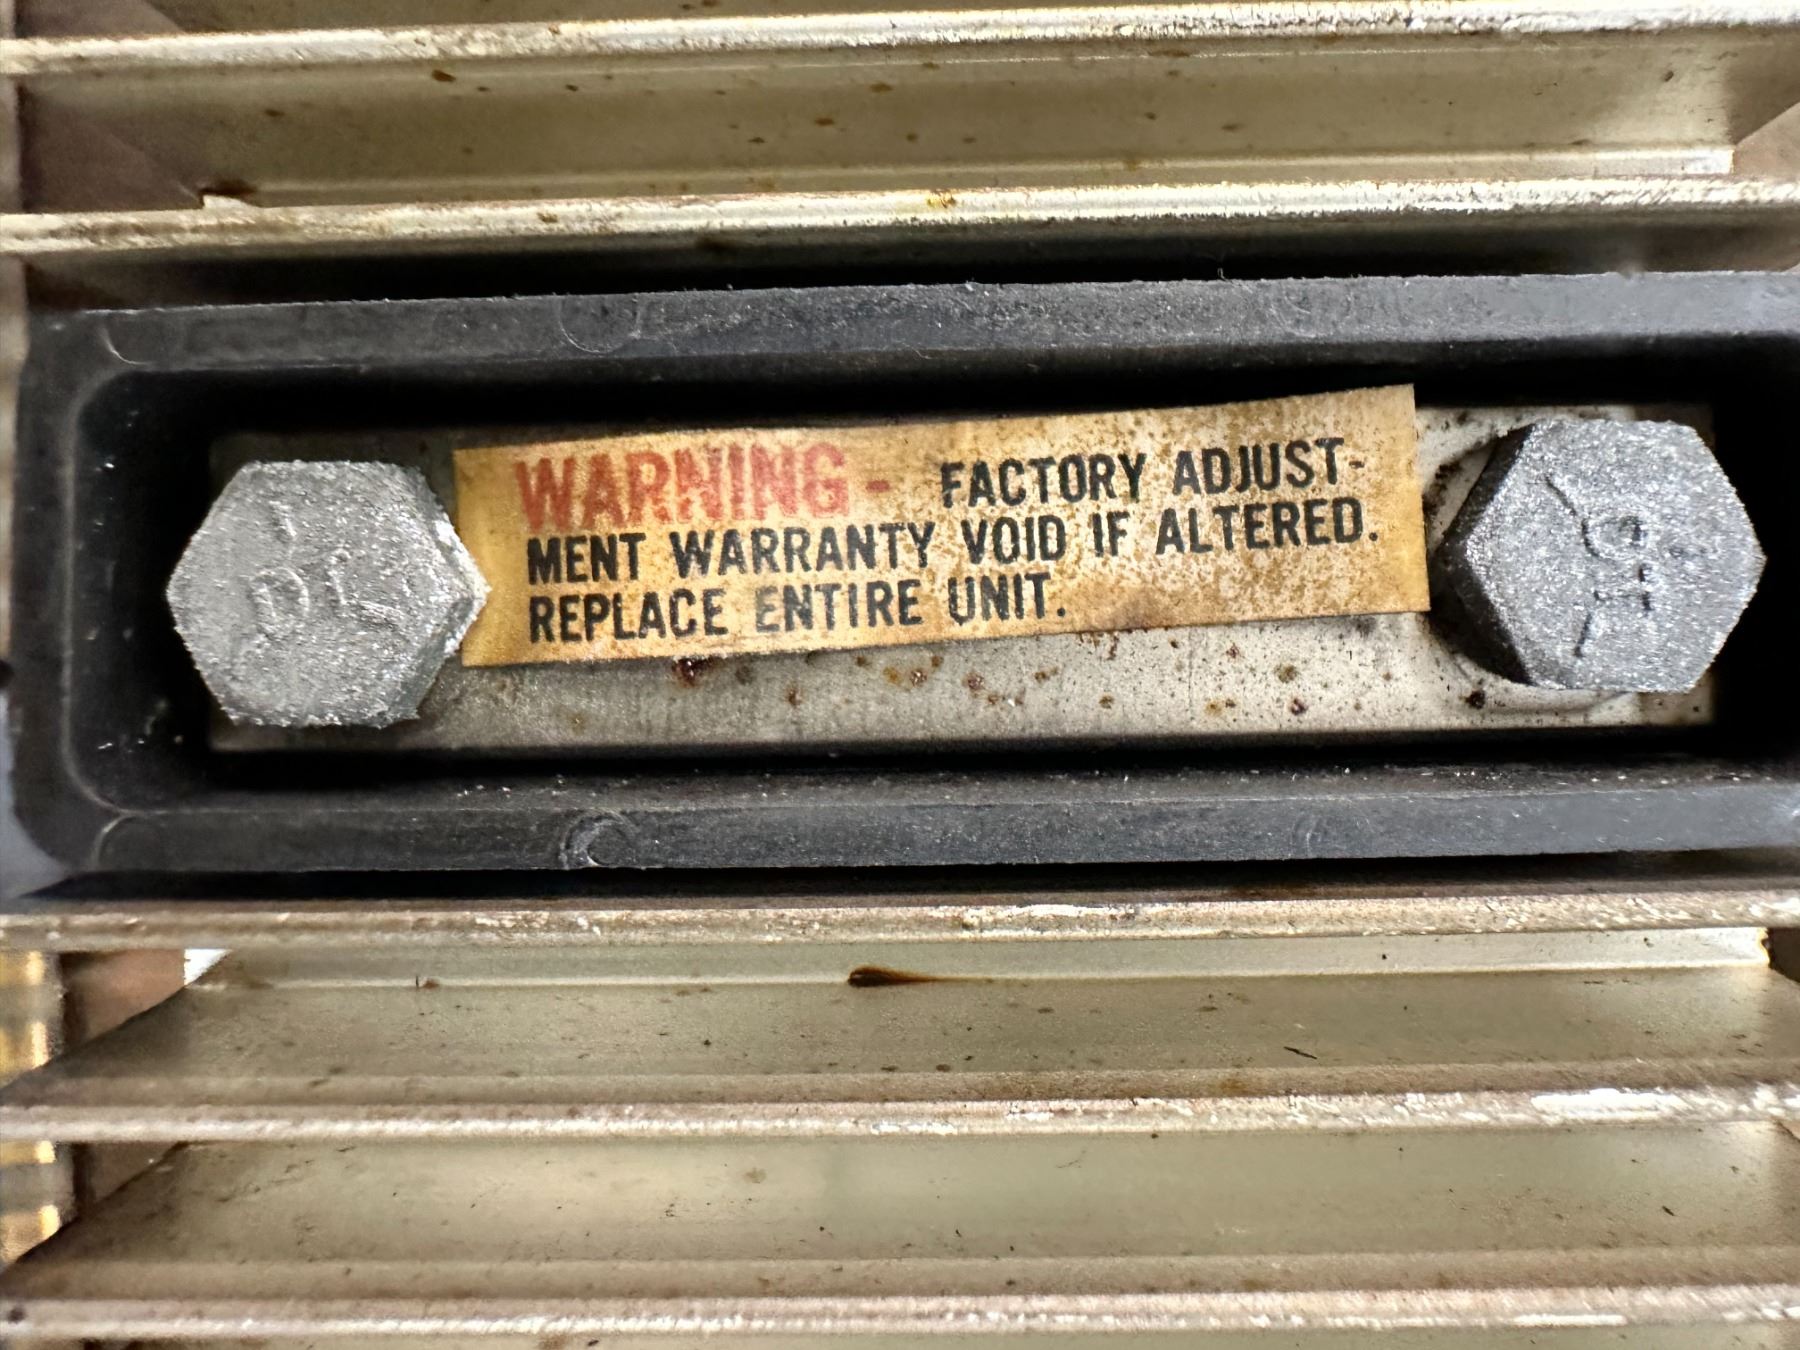 WARNING - FACTORY ADJUST-
MENT WARRANTY VOID IF ALTERED.
REPLACE ENTIRE UNIT.